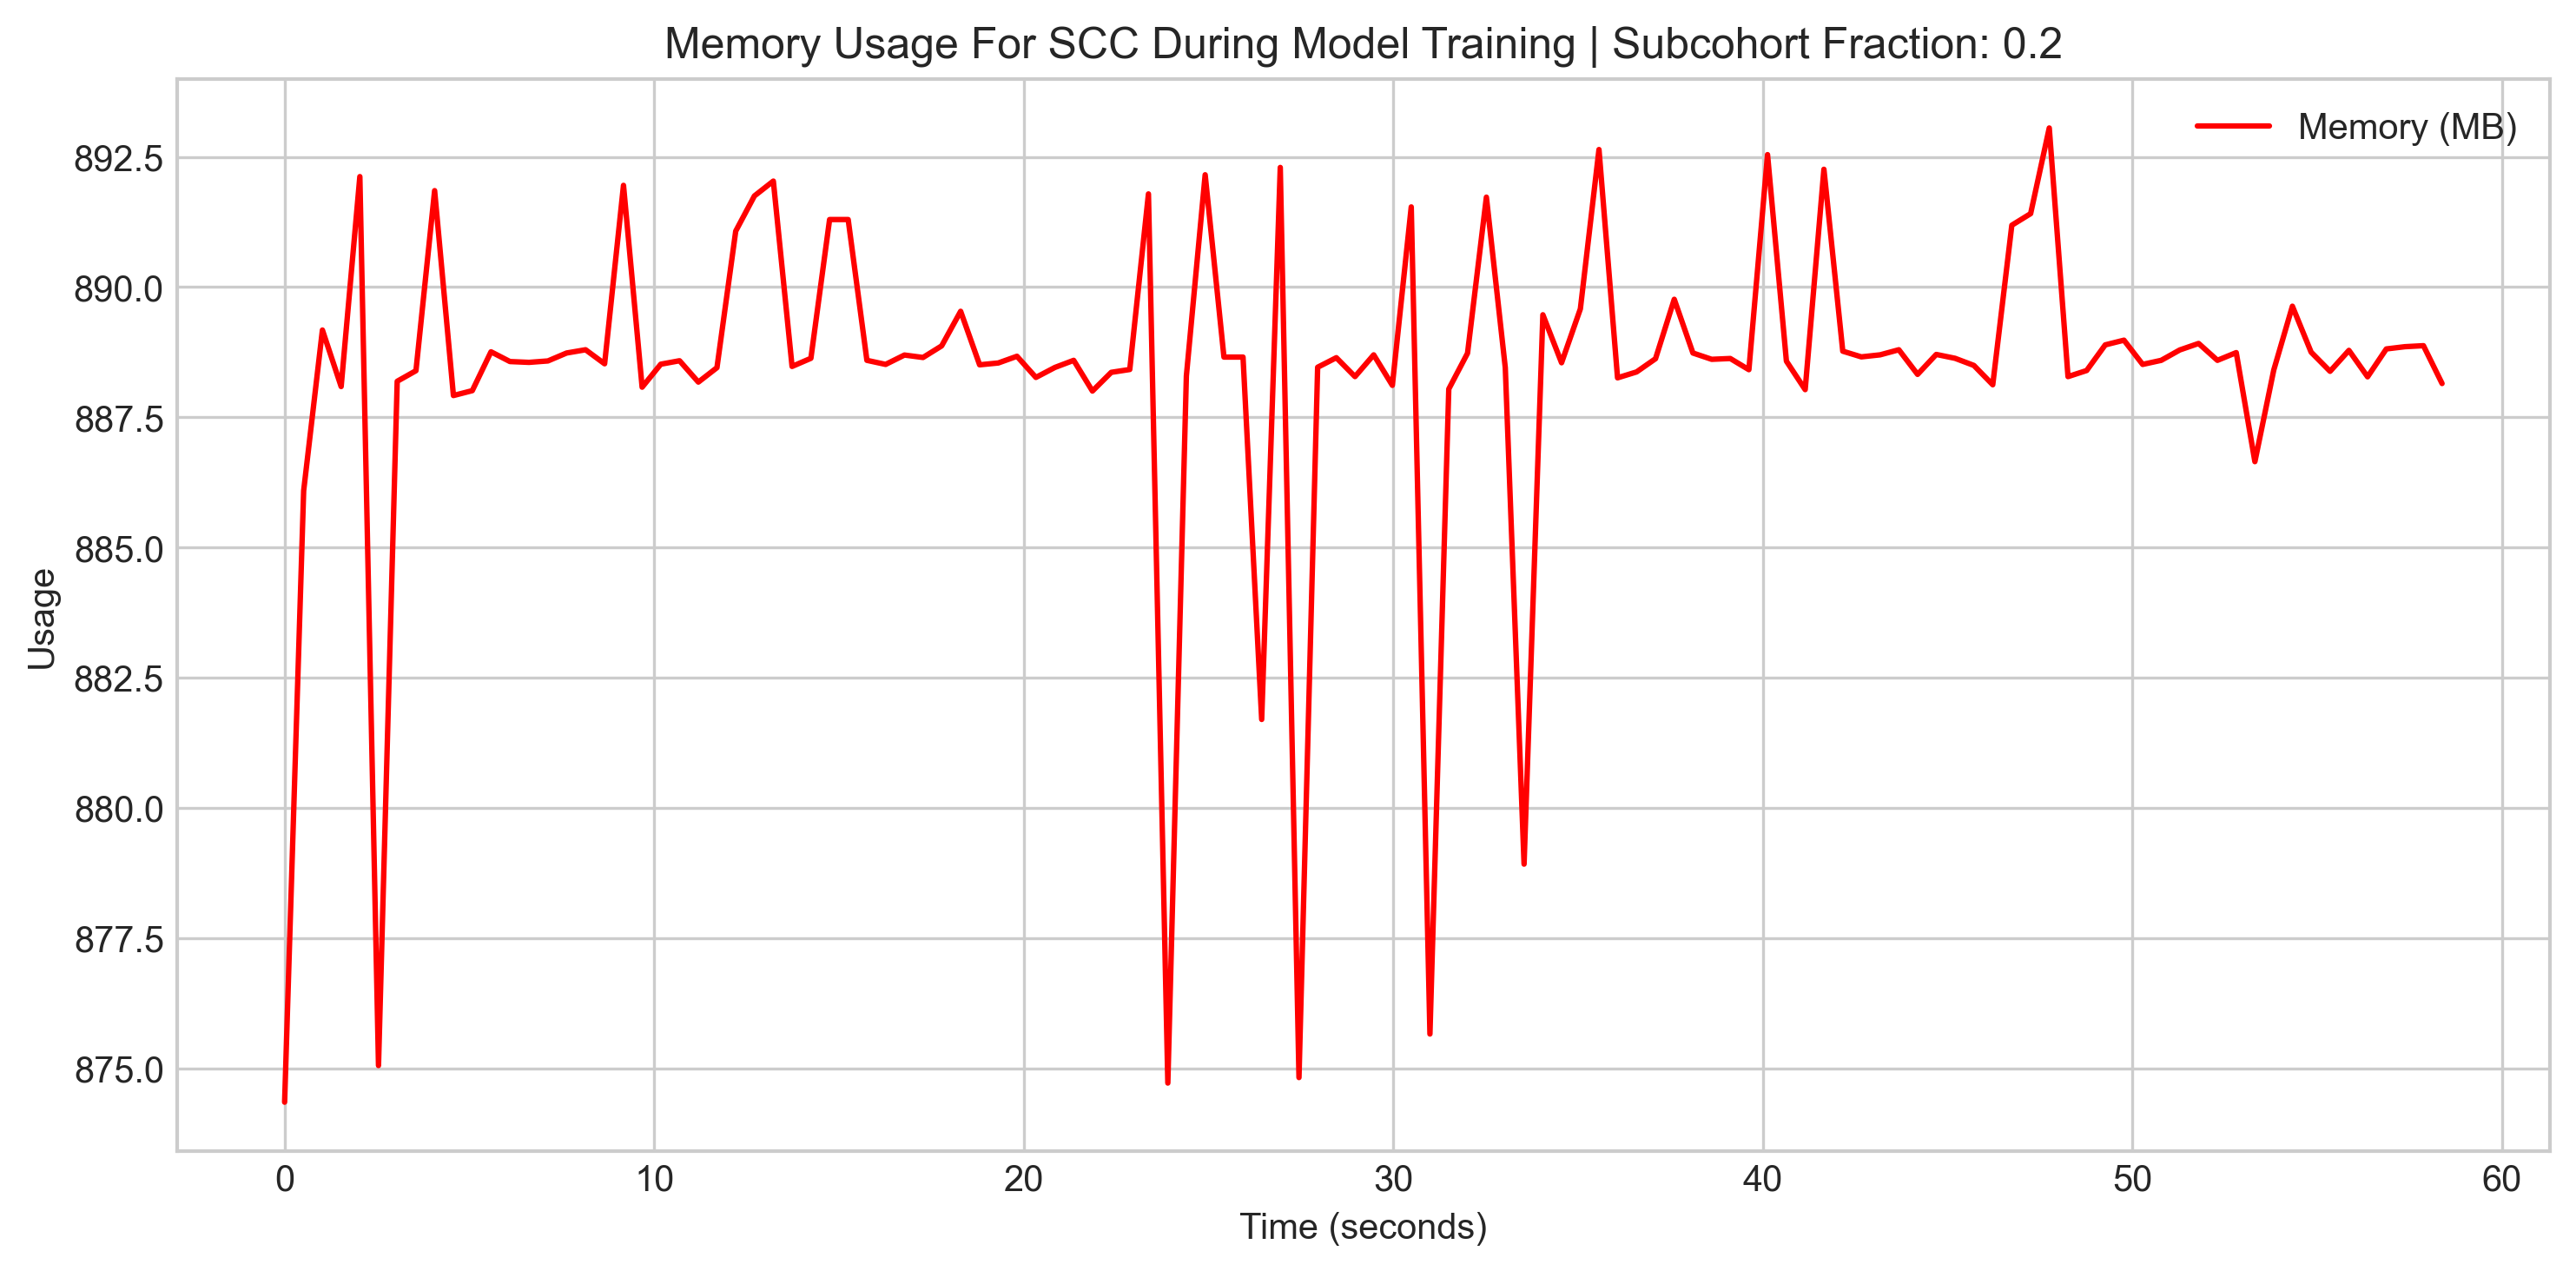 Memory Usage For SCC During Model Training | Subcohort Fraction: 0.2
Memory (MB)
892.5
890.0
887.5
885.0
882.5
880.0
877.5
875.0
Usage
0 10 20 30 40 50 60
Time (seconds)